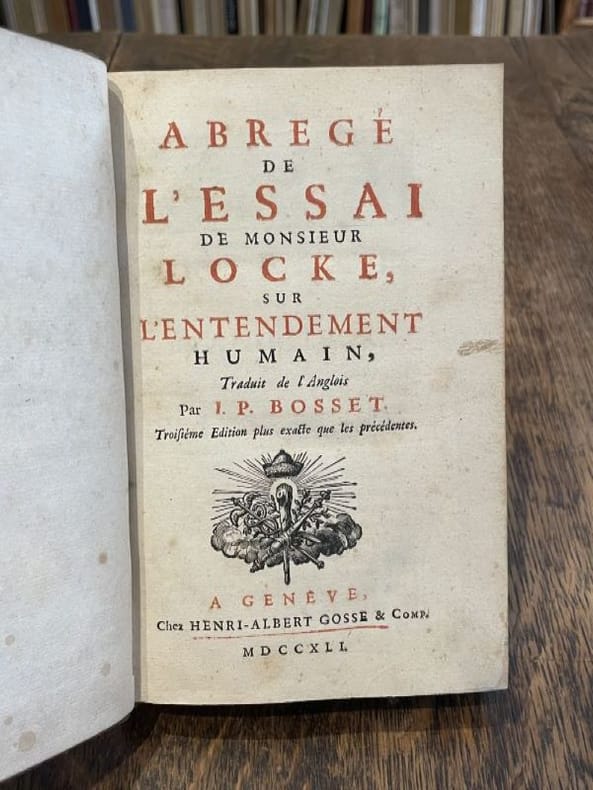 ABREGÉ
DE
L'ESSAI
DE MONSIEUR
LOCKE,
SUR
L'ENTENDEMENT
HUMAIN,
Traduit de l'Anglois
Par I. P. BOSSET.
Troisiéme Edition plus exacte que les précédentes.
A GENÈVE,
Chez HENRI-ALBERT GOSSE & COMP.
MDCCXLI.